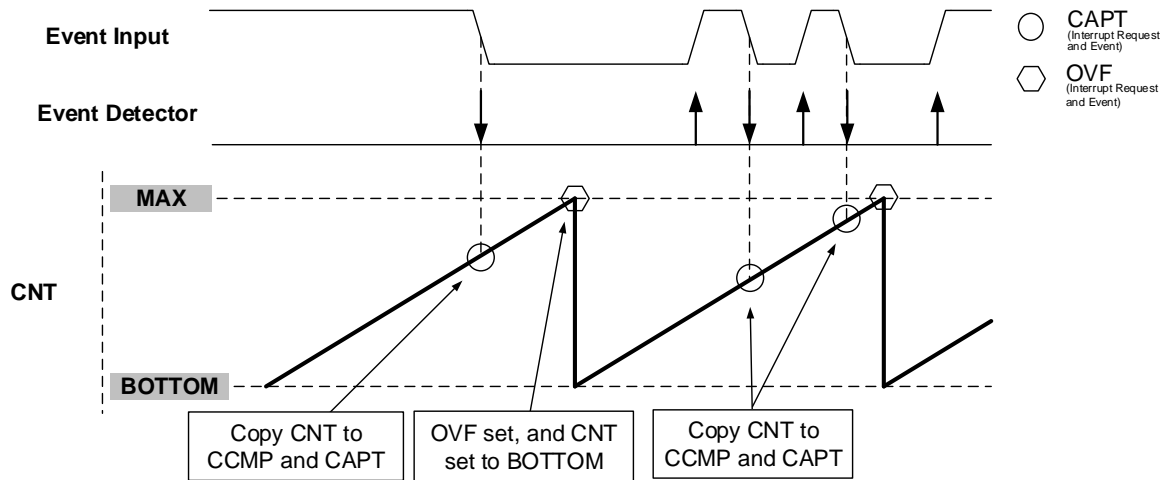 Event Input
CAPT
(Interrupt Request
and Event)
OVF
(Interrupt Request
and Event)
Event Detector
MAX
CNT
BOTTOM
Copy CNT to
CCMP and CAPT
OVF set, and CNT
set to BOTTOM
Copy CNT to
CCMP and CAPT